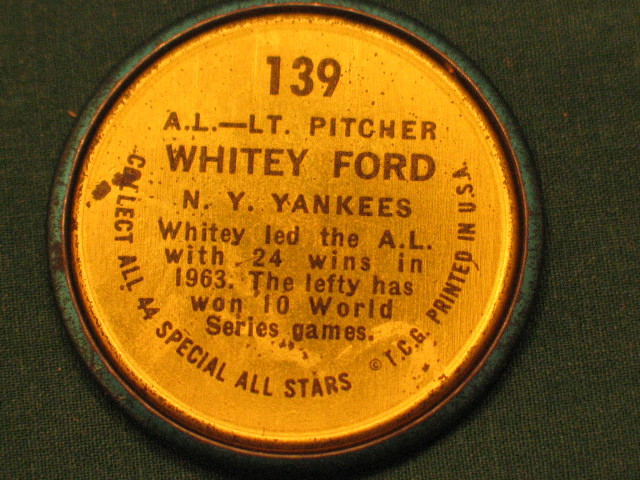 139
A.L.—LT. PITCHER
WHITEY FORD
N. Y. YANKEES
Whitey led the A.L.
with 24 wins in
1963. The lefty has
won 10 World
Series games.
COLLECT ALL 44 SPECIAL ALL STARS
© T.C.G. PRINTED IN U.S.A.